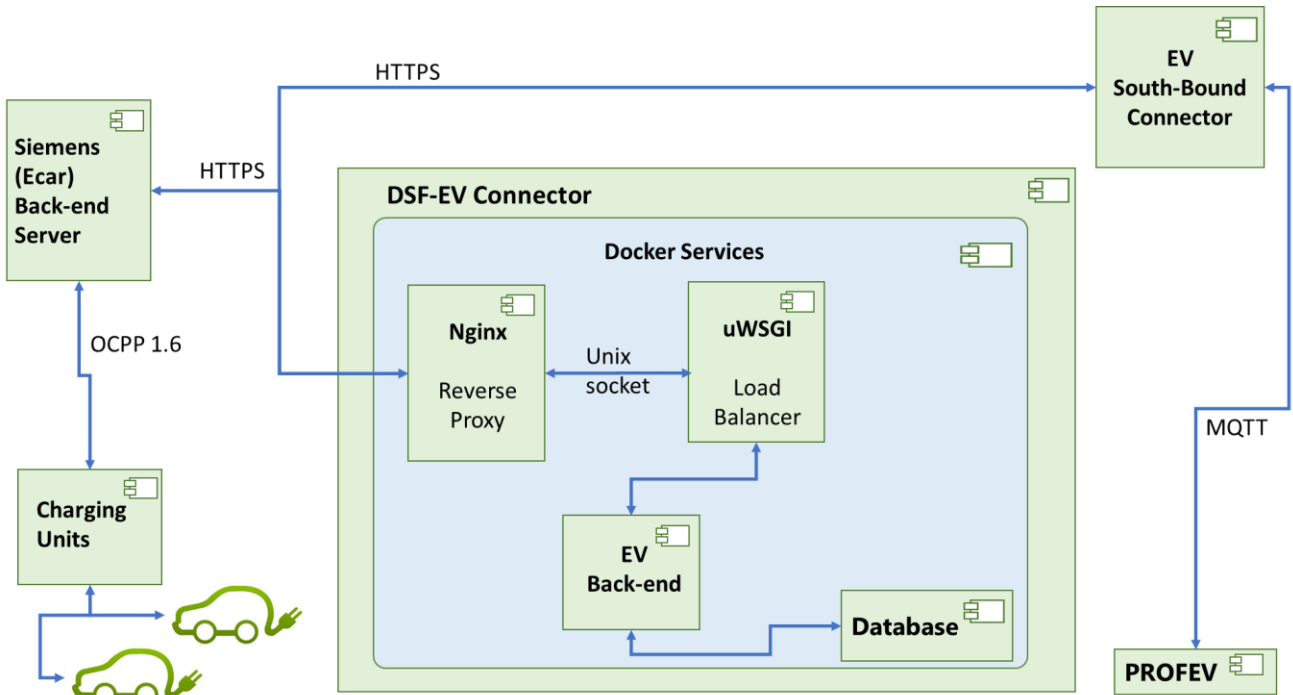 HTTPS
EV
South-Bound
Connector
Siemens
(Ecar)
Back-end
Server
HTTPS
DSF-EV Connector
Docker Services
Nginx
Reverse
Proxy
Unix
socket
uWSGI
Load
Balancer
OCPP 1.6
MQTT
Charging
Units
EV
Back-end
Database
PROFEV